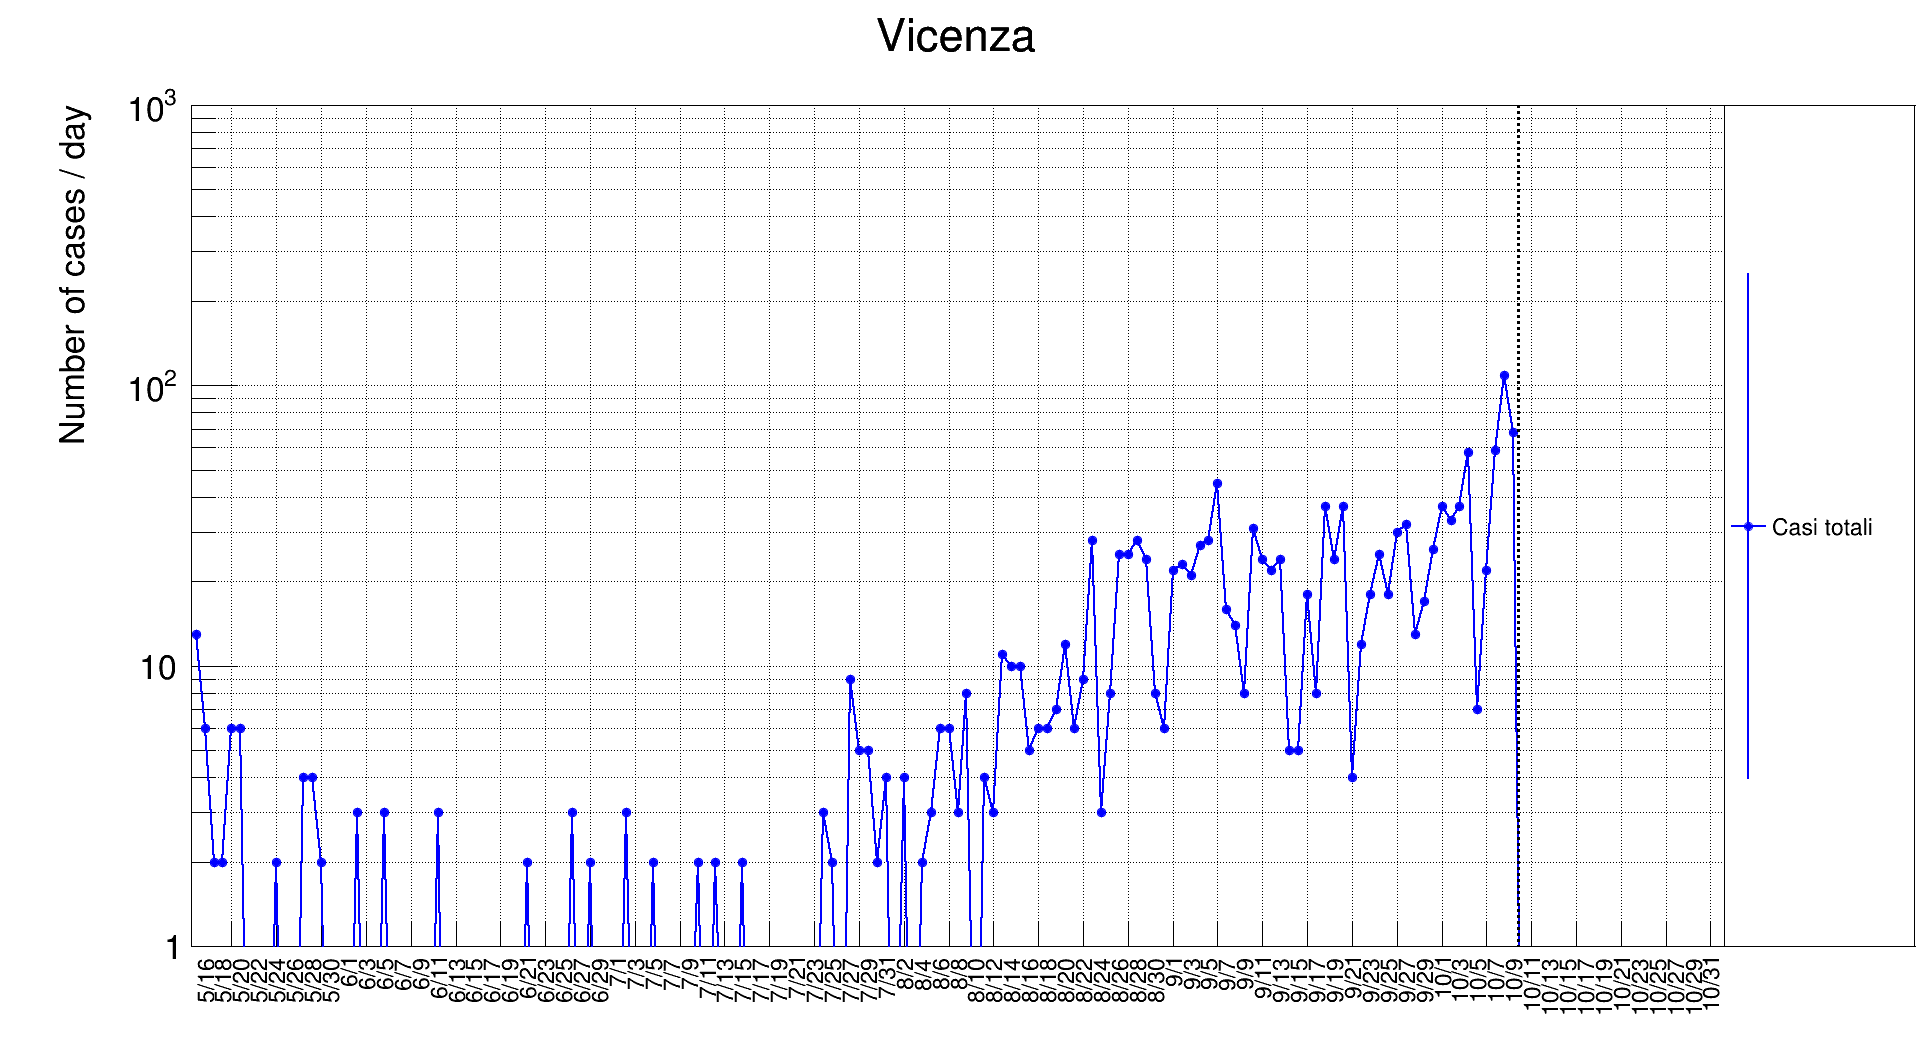 Vicenza
Number of cases / day
10³
10²
10
1
5/16 5/18 5/20 5/22 5/24 5/26 5/28 5/30 6/1 6/3 6/5 6/7 6/9 6/11 6/13 6/15 6/17 6/19 6/21 6/23 6/25 6/27 6/29 7/1 7/3 7/5 7/7 7/9 7/11 7/13 7/15 7/17 7/19 7/21 7/23 7/25 7/27 7/29 7/31 8/2 8/4 8/6 8/8 8/10 8/12 8/14 8/16 8/18 8/20 8/22 8/24 8/26 8/28 8/30 9/1 9/3 9/5 9/7 9/9 9/11 9/13 9/15 9/17 9/19 9/21 9/23 9/25 9/27 9/29 10/1 10/3 10/5 10/7 10/9 10/11 10/13 10/15 10/17 10/19 10/21 10/23 10/25 10/27 10/29 10/31
Casi totali